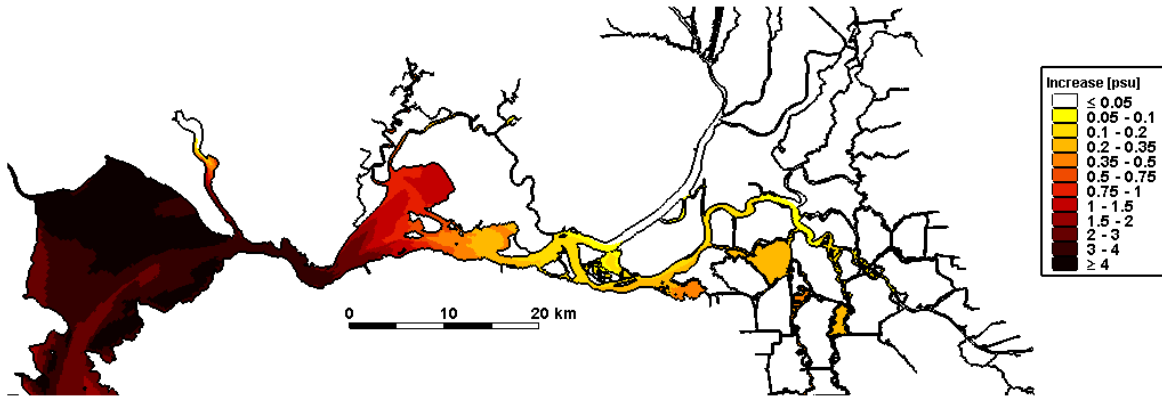 Increase [psu]
≤ 0.05
0.05 - 0.1
0.1 - 0.2
0.2 - 0.35
0.35 - 0.5
0.5 - 0.75
0.75 - 1
1 - 1.5
1.5 - 2
2 - 3
3 - 4
≥ 4
0 10 20 km